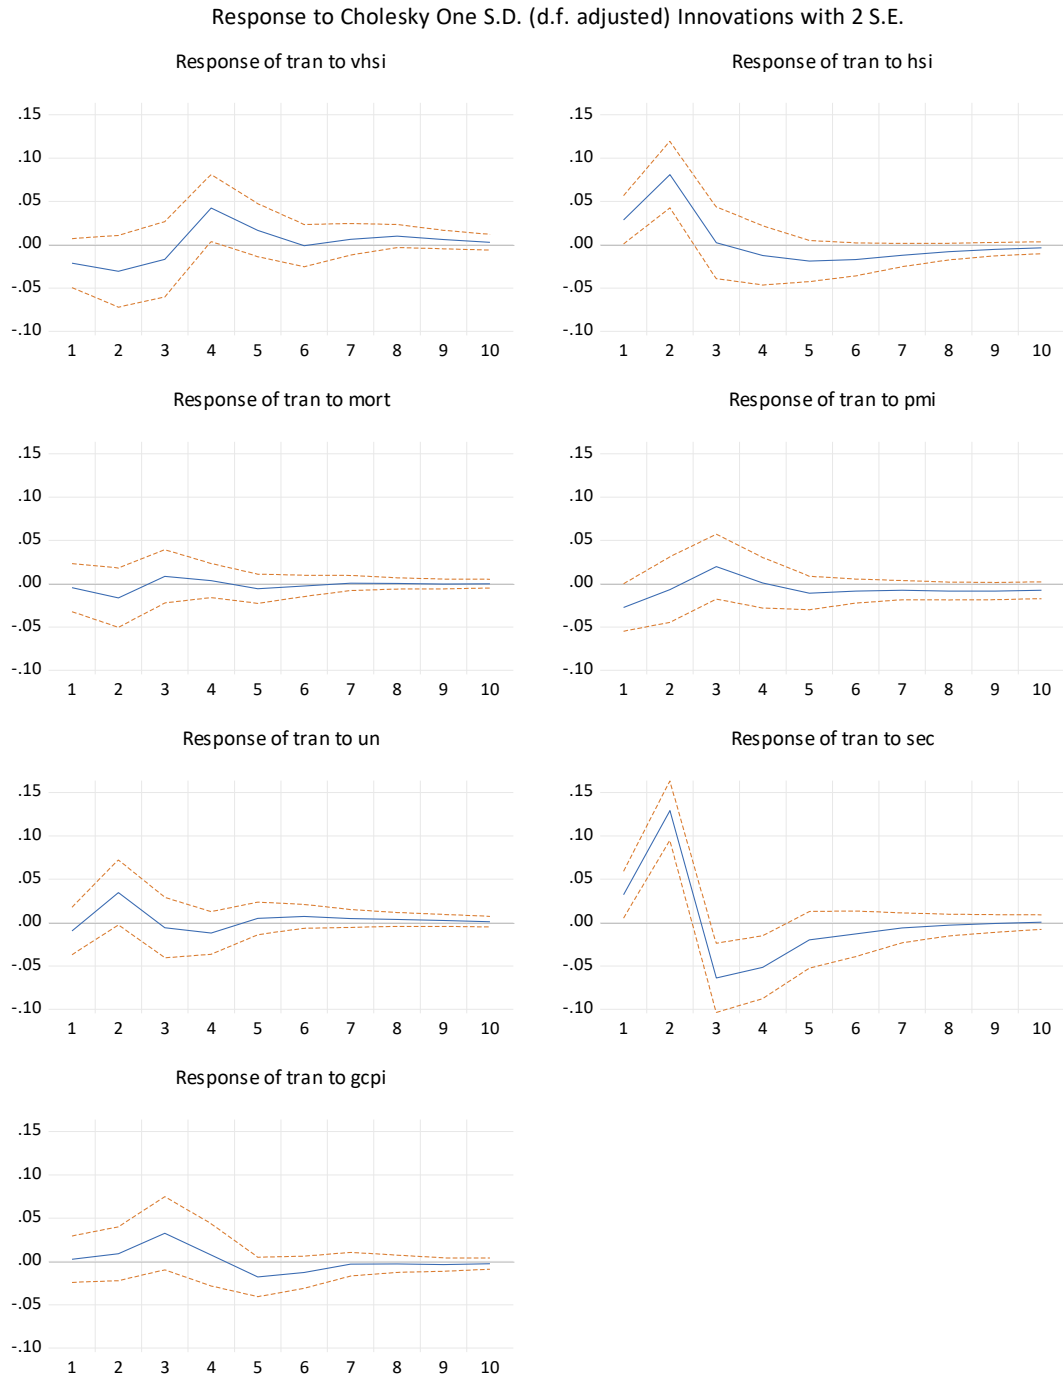 Response to Cholesky One S.D. (d.f. adjusted) Innovations with 2 S.E.
Response of tran to vhsi
.15
.10
.05
.00
-.05
-.10
1 2 3 4 5 6 7 8 9 10
Response of tran to hsi
.15
.10
.05
.00
-.05
-.10
1 2 3 4 5 6 7 8 9 10
Response of tran to mort
.15
.10
.05
.00
-.05
-.10
1 2 3 4 5 6 7 8 9 10
Response of tran to pmi
.15
.10
.05
.00
-.05
-.10
1 2 3 4 5 6 7 8 9 10
Response of tran to un
.15
.10
.05
.00
-.05
-.10
1 2 3 4 5 6 7 8 9 10
Response of tran to sec
.15
.10
.05
.00
-.05
-.10
1 2 3 4 5 6 7 8 9 10
Response of tran to gcpi
.15
.10
.05
.00
-.05
-.10
1 2 3 4 5 6 7 8 9 10